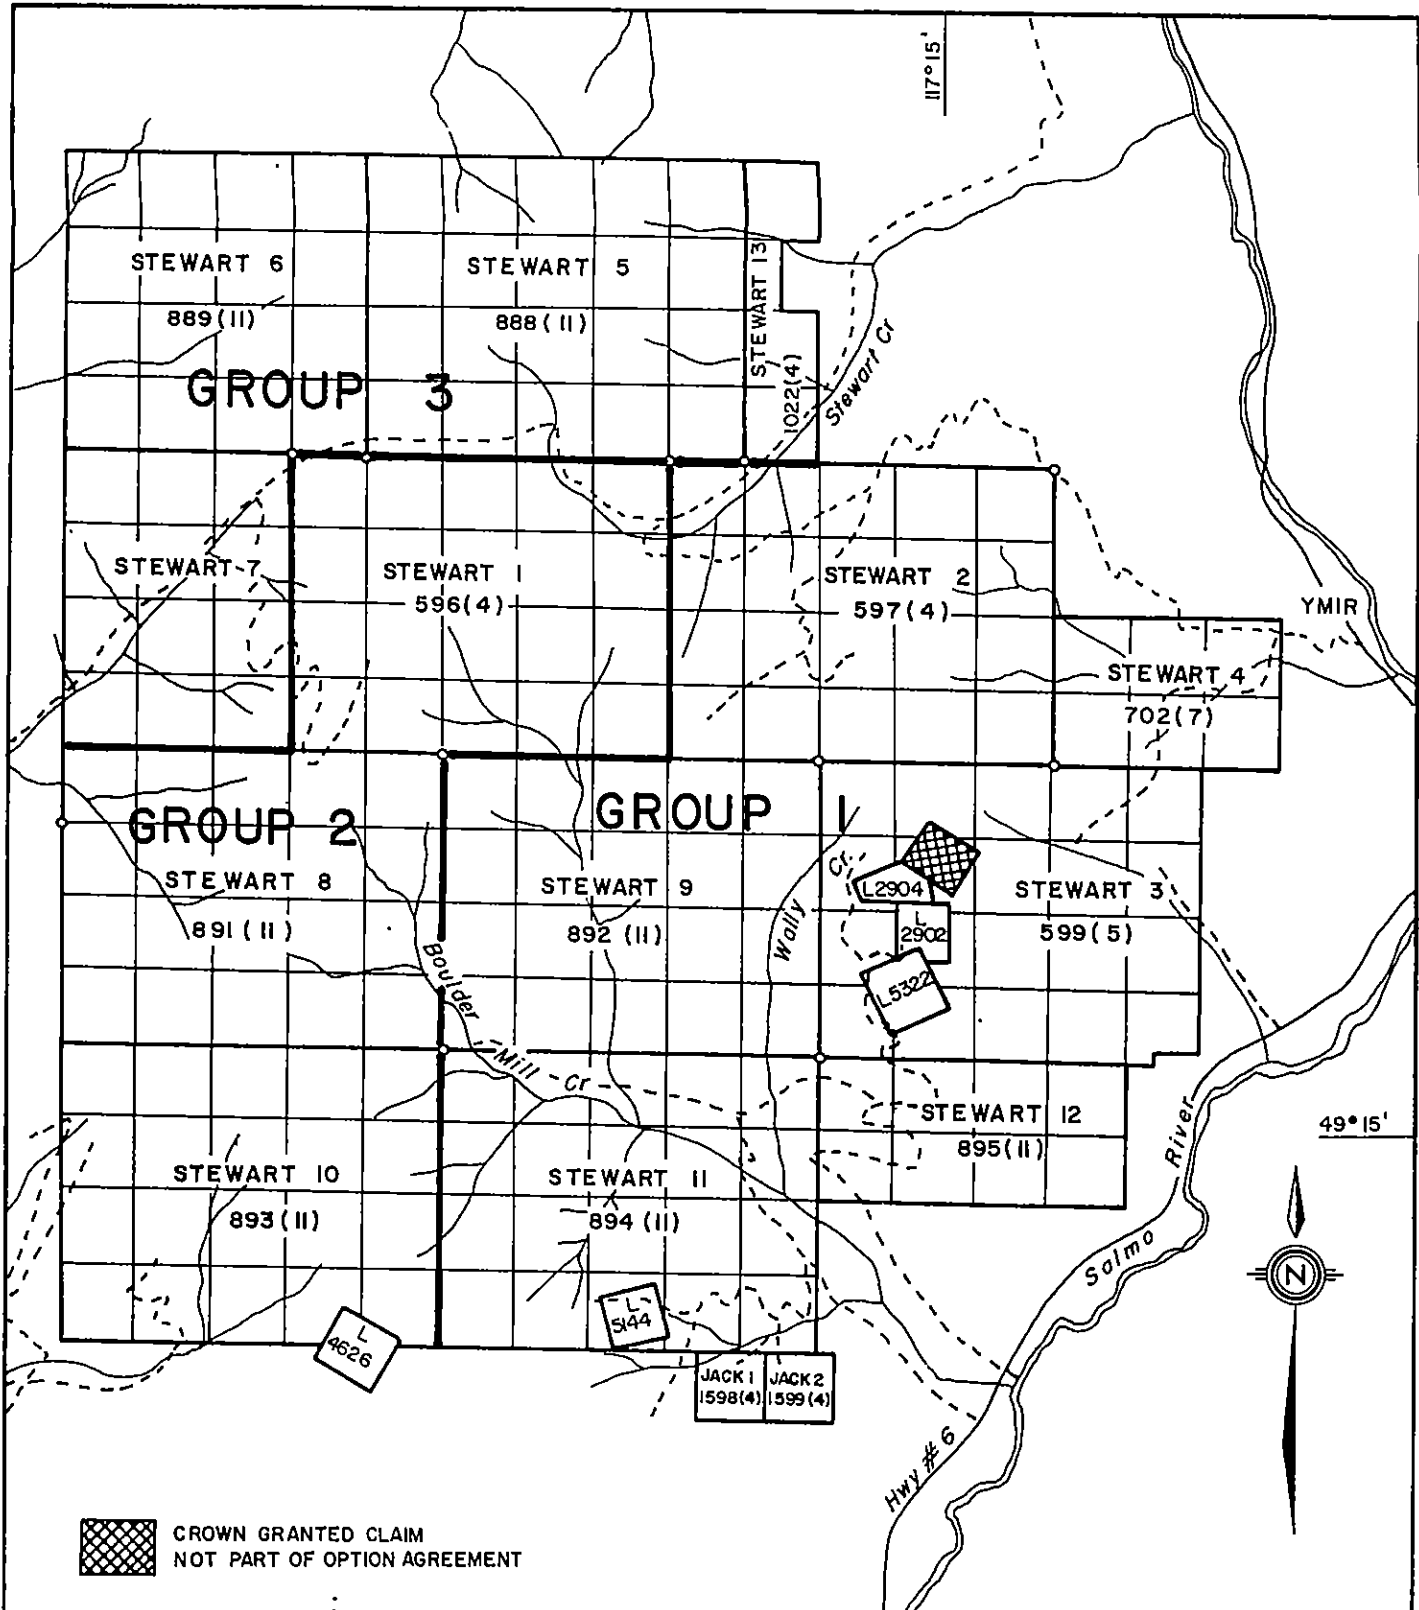 117°15'
STEWART 6
889(11)
STEWART 5
888(11)
STEWART 13
1022(4)
Stewart Cr
GROUP 3
STEWART 7
STEWART 1
596(4)
STEWART 2
597(4)
YMIR
STEWART 4
702(7)
GROUP 2
GROUP 1
STEWART 8
891(11)
STEWART 9
892 (11)
Wally Cr.
L2904
L
2902
L5322
STEWART 3
599(5)
Boulder
Mill Cr
STEWART 12
895(11)
49°15'
River
Salmo
STEWART 10
893(11)
STEWART 11
894 (11)
N
L
4626
L
5144
JACK 1
1598(4)
JACK 2
1599(4)
Hwy # 6
CROWN GRANTED CLAIM
NOT PART OF OPTION AGREEMENT